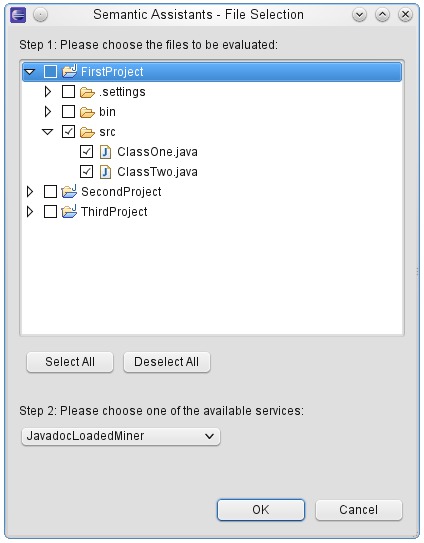 Semantic Assistants - File Selection
Step 1: Please choose the files to be evaluated:
FirstProject
.settings
bin
src
ClassOne.java
ClassTwo.java
SecondProject
ThirdProject
Select All Deselect All
Step 2: Please choose one of the available services:
JavadocLoadedMiner
OK Cancel